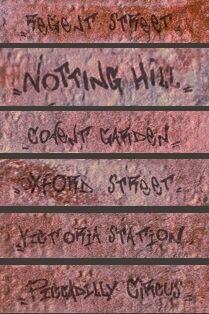 Regent Street
Notting Hill
Covent Garden
Oxford Street
Victoria Station
Piccadilly Circus